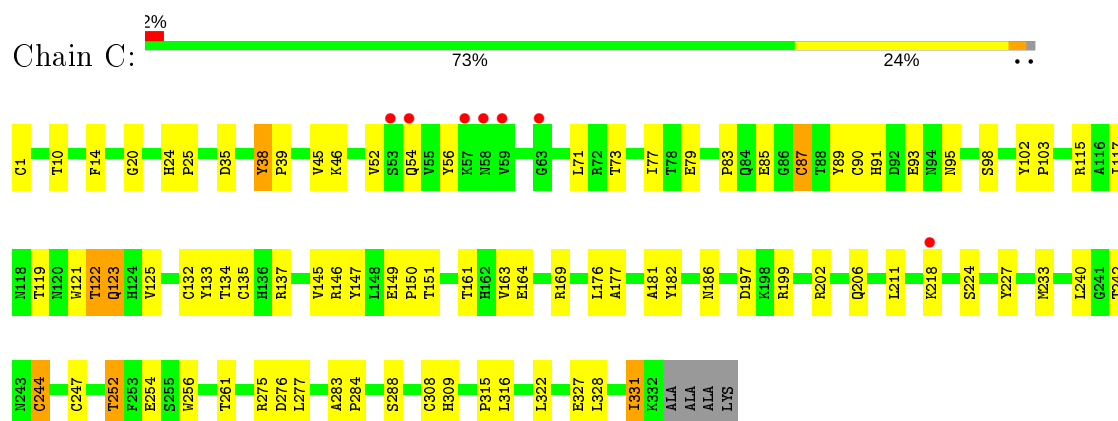 2%
Chain C:
73% 24% • •
C1 T10 F14 G20 H24 P25 D35 Y38 P39 V45 K46 V52 S53 Q54 V55 Y56 K57 N58 V59 G63 L71 R72 T73 I77 T78 E79 P83 Q84 E85 G86 C87 T88 Y89 C90 H91 D92 E93 N94 N95 S98 Y102 P103 R115 A116 I117
N118 T119 N120 W121 T122 Q123 H124 V125 C132 Y133 T134 C135 H136 R137 V145 R146 Y147 L148 E149 P150 T151 T161 H162 V163 E164 R169 L176 A177 A181 Y182 N186 D197 K198 R199 R202 Q206 L211 K218 S224 Y227 M233 L240 G241 T242
N243 C244 C247 T252 F253 E254 S255 W256 T261 R275 D276 L277 A283 P284 S288 C308 H309 P315 L316 L322 E327 L328 I331 K332 ALA ALA ALA LYS